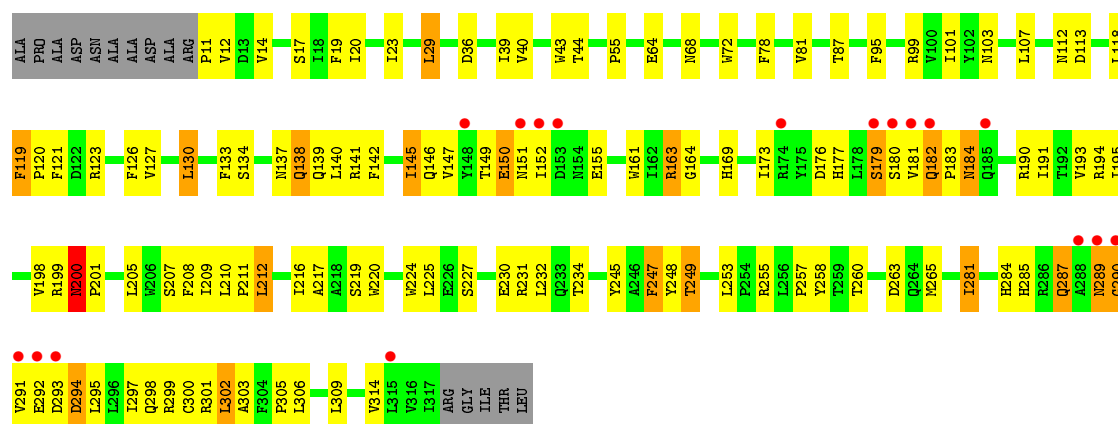 ALA PRO ALA ALA ASP ASN ALA ALA ASP ALA ARG P11 V12 D13 V14 S17 I18 F19 I20 I23 L29 D36 I39 V40 W43 T44 P55 E64 N68 W72 F78 V81 T87 F95 R99 V100 I101 Y102 N103 L107 N112 D113 L118
F119 P120 F121 D122 R123 F126 V127 L130 F133 S134 N137 Q138 Q139 L140 R141 F142 I145 Q146 V147 Y148 T149 E150 N151 I152 D153 N154 E155 W161 I162 R163 G164 H169 I173 R174 Y175 D176 H177 L178 S179 S180 V181 Q182 P183 N184 Q185 R190 I191 T192 V193 R194 I195
V198 R199 N200 P201 L205 W206 S207 F208 I209 L210 P211 L212 I216 A217 A218 S219 W220 W224 L225 E226 S227 E230 R231 L232 Q233 T234 Y245 A246 F247 Y248 T249 L253 P254 R255 L256 P257 Y258 T259 T260 D263 Q264 M265 I281 H284 H285 R286 Q287 A288 N289 G290
V291 E292 D293 D294 L295 L296 I297 Q298 R299 C300 R301 L302 A303 F304 P305 L306 L309 V314 L315 V316 I317 ARG GLY ILE THR LEU